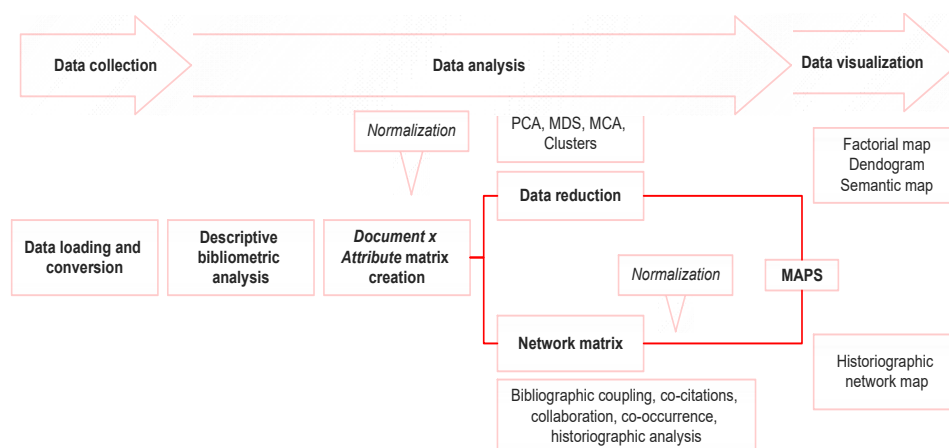 Data collection
Data analysis
Data visualization
Normalization
PCA, MDS, MCA,
Clusters
Factorial map
Dendogram
Semantic map
Data reduction
Data loading and
conversion
Descriptive
bibliometric
analysis
Document x
Attribute matrix
creation
Normalization
MAPS
Network matrix
Historiographic
network map
Bibliographic coupling, co-citations,
collaboration, co-occurrence,
historiographic analysis